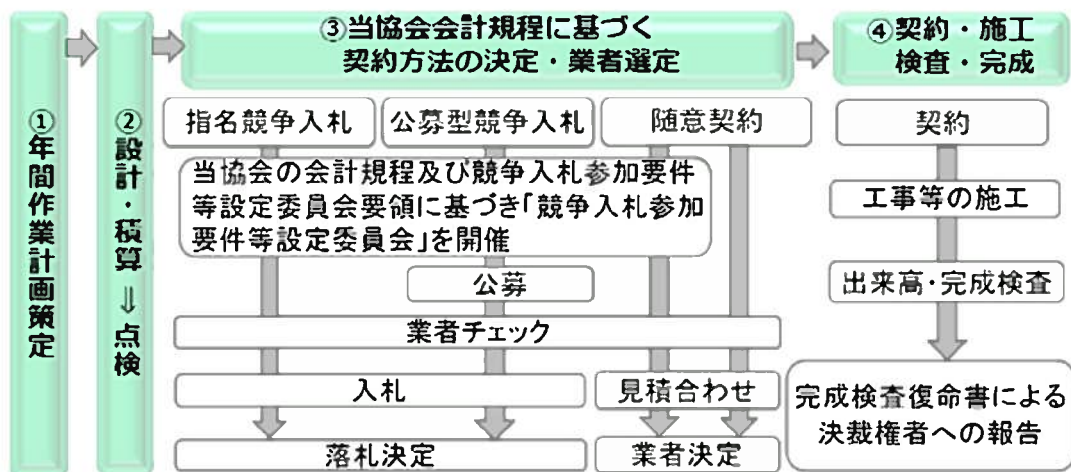 ①年間作業計画策定
②設計・積算⇒点検
③当協会会計規程に基づく
契約方法の決定・業者選定
指名競争入札
公募型競争入札
随意契約
当協会の会計規程及び競争入札参加要件
等設定委員会要領に基づき「競争入札参加
要件等設定委員会」を開催
公募
業者チェック
入札
見積合わせ
落札決定
業者決定
④契約・施工
検査・完成
契約
工事等の施工
出来高・完成検査
完成検査復命書による
決裁権者への報告